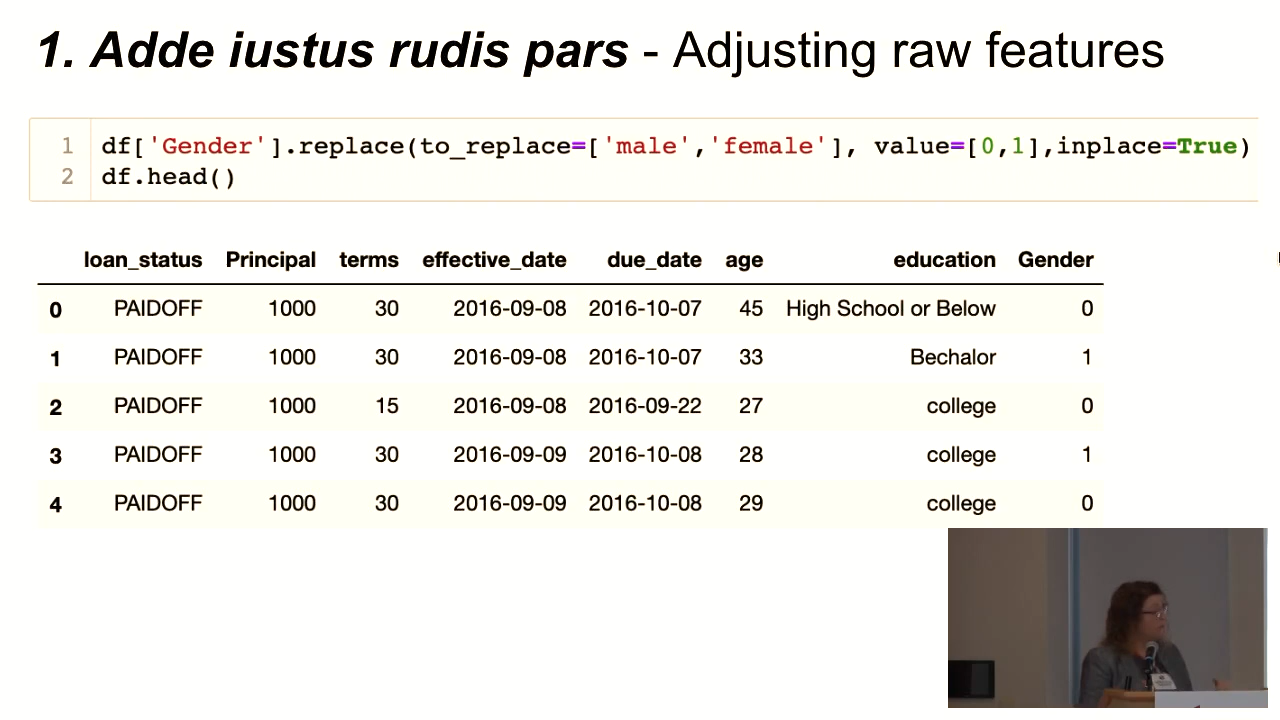 1. Adde iustus rudis pars - Adjusting raw features
1 df['Gender'].replace(to_replace=['male','female'], value=[0,1],inplace=True)
2 df.head()
loan_status Principal terms effective_date due_date age education Gender
0 PAIDOFF 1000 30 2016-09-08 2016-10-07 45 High School or Below 0
1 PAIDOFF 1000 30 2016-09-08 2016-10-07 33 Bechalor 1
2 PAIDOFF 1000 15 2016-09-08 2016-09-22 27 college 0
3 PAIDOFF 1000 30 2016-09-09 2016-10-08 28 college 1
4 PAIDOFF 1000 30 2016-09-09 2016-10-08 29 college 0